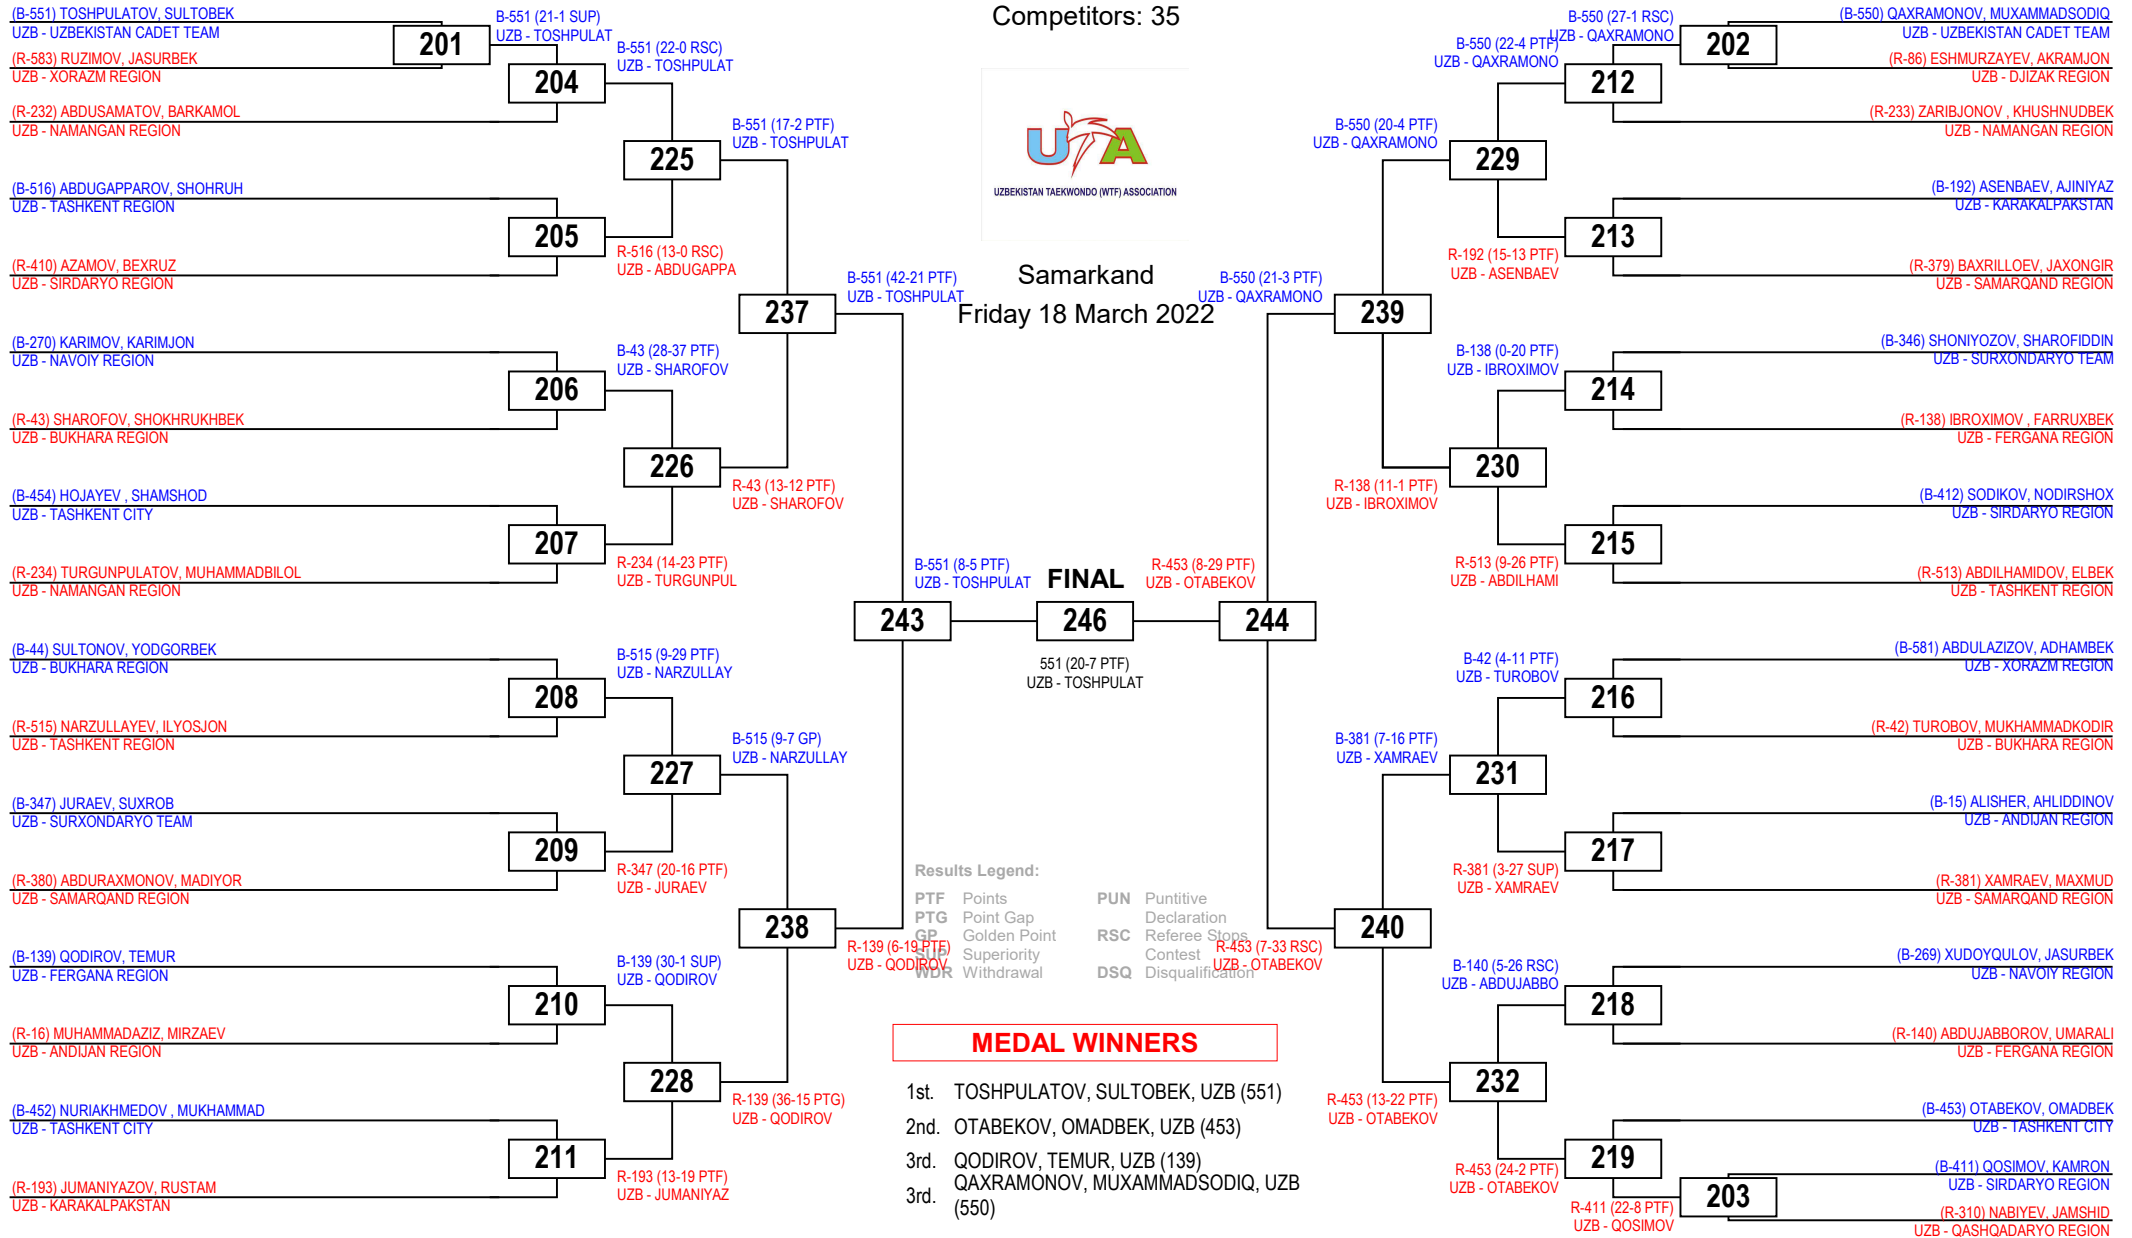 Competitors: 35
UTA
UZBEKISTAN TAEKWONDO (WTF) ASSOCIATION
Samarkand
Friday 18 March 2022
(B-551) TOSHPULATOV, SULTOBEK
UZB - UZBEKISTAN CADET TEAM
(R-583) RUZIMOV, JASURBEK
UZB - XORAZM REGION
(R-232) ABDUSAMATOV, BARKAMOL
UZB - NAMANGAN REGION
(B-516) ABDUGAPPAROV, SHOHRUH
UZB - TASHKENT REGION
(R-410) AZAMOV, BEXRUZ
UZB - SIRDARYO REGION
(B-270) KARIMOV, KARIMJON
UZB - NAVOIY REGION
(R-43) SHAROFOV, SHOKHRUKHBEK
UZB - BUKHARA REGION
(B-454) HOJAYEV , SHAMSHOD
UZB - TASHKENT CITY
(R-234) TURGUNPULATOV, MUHAMMADBILOL
UZB - NAMANGAN REGION
(B-44) SULTONOV, YODGORBEK
UZB - BUKHARA REGION
(R-515) NARZULLAYEV, ILYOSJON
UZB - TASHKENT REGION
(B-347) JURAEV, SUXROB
UZB - SURXONDARYO TEAM
(R-380) ABDURAXMONOV, MADIYOR
UZB - SAMARQAND REGION
(B-139) QODIROV, TEMUR
UZB - FERGANA REGION
(R-16) MUHAMMADAZIZ, MIRZAEV
UZB - ANDIJAN REGION
(B-452) NURIAKHMEDOV , MUKHAMMAD
UZB - TASHKENT CITY
(R-193) JUMANIYAZOV, RUSTAM
UZB - KARAKALPAKSTAN
201
B-551 (21-1 SUP)
UZB - TOSHPULAT
204
205
206
207
208
209
210
211
B-551 (22-0 RSC)
UZB - TOSHPULAT
225
R-516 (13-0 RSC)
UZB - ABDUGAPPA
B-43 (28-37 PTF)
UZB - SHAROFOV
226
R-234 (14-23 PTF)
UZB - TURGUNPUL
B-515 (9-29 PTF)
UZB - NARZULLAY
227
R-347 (20-16 PTF)
UZB - JURAEV
B-139 (30-1 SUP)
UZB - QODIROV
228
R-193 (13-19 PTF)
UZB - JUMANIYAZ
B-551 (17-2 PTF)
UZB - TOSHPULAT
237
R-43 (13-12 PTF)
UZB - SHAROFOV
B-515 (9-7 GP)
UZB - NARZULLAY
238
R-139 (36-15 PTG)
UZB - QODIROV
B-551 (42-21 PTF)
UZB - TOSHPULAT
243
R-139 (6-19 PTF)
UZB - QODIROV
B-551 (8-5 PTF)
UZB - TOSHPULAT
FINAL
246
551 (20-7 PTF)
UZB - TOSHPULAT
R-453 (8-29 PTF)
UZB - OTABEKOV
244
B-550 (21-3 PTF)
UZB - QAXRAMONO
R-453 (7-33 RSC)
UZB - OTABEKOV
239
240
B-550 (20-4 PTF)
UZB - QAXRAMONO
R-138 (11-1 PTF)
UZB - IBROXIMOV
B-381 (7-16 PTF)
UZB - XAMRAEV
R-453 (13-22 PTF)
UZB - OTABEKOV
229
230
231
232
B-550 (22-4 PTF)
UZB - QAXRAMONO
R-192 (15-13 PTF)
UZB - ASENBAEV
B-138 (0-20 PTF)
UZB - IBROXIMOV
R-513 (9-26 PTF)
UZB - ABDILHAMI
B-42 (4-11 PTF)
UZB - TUROBOV
R-381 (3-27 SUP)
UZB - XAMRAEV
B-140 (5-26 RSC)
UZB - ABDUJABBO
R-453 (24-2 PTF)
UZB - OTABEKOV
212
213
214
215
216
217
218
219
B-550 (27-1 RSC)
UZB - QAXRAMONO
202
R-411 (22-8 PTF)
UZB - QOSIMOV
203
(B-550) QAXRAMONOV, MUXAMMADSODIQ
UZB - UZBEKISTAN CADET TEAM
(R-86) ESHMURZAYEV, AKRAMJON
UZB - DJIZAK REGION
(R-233) ZARIBJONOV , KHUSHNUDBEK
UZB - NAMANGAN REGION
(B-192) ASENBAEV, AJINIYAZ
UZB - KARAKALPAKSTAN
(R-379) BAXRILLOEV, JAXONGIR
UZB - SAMARQAND REGION
(B-346) SHONIYOZOV, SHAROFIDDIN
UZB - SURXONDARYO TEAM
(R-138) IBROXIMOV , FARRUXBEK
UZB - FERGANA REGION
(B-412) SODIKOV, NODIRSHOX
UZB - SIRDARYO REGION
(R-513) ABDILHAMIDOV, ELBEK
UZB - TASHKENT REGION
(B-581) ABDULAZIZOV, ADHAMBEK
UZB - XORAZM REGION
(R-42) TUROBOV, MUKHAMMADKODIR
UZB - BUKHARA REGION
(B-15) ALISHER, AHLIDDINOV
UZB - ANDIJAN REGION
(R-381) XAMRAEV, MAXMUD
UZB - SAMARQAND REGION
(B-269) XUDOYQULOV, JASURBEK
UZB - NAVOIY REGION
(R-140) ABDUJABBOROV, UMARALI
UZB - FERGANA REGION
(B-453) OTABEKOV, OMADBEK
UZB - TASHKENT CITY
(B-411) QOSIMOV, KAMRON
UZB - SIRDARYO REGION
(R-310) NABIYEV, JAMSHID
UZB - QASHQADARYO REGION
Results Legend:
PTF Points
PTG Point Gap
GP Golden Point
SUP Superiority
WDR Withdrawal
PUN Puntitive
Declaration
RSC Referee Stops
Contest
DSQ Disqualification
MEDAL WINNERS
1st. TOSHPULATOV, SULTOBEK, UZB (551)
2nd. OTABEKOV, OMADBEK, UZB (453)
3rd. QODIROV, TEMUR, UZB (139)
3rd. QAXRAMONOV, MUXAMMADSODIQ, UZB
(550)